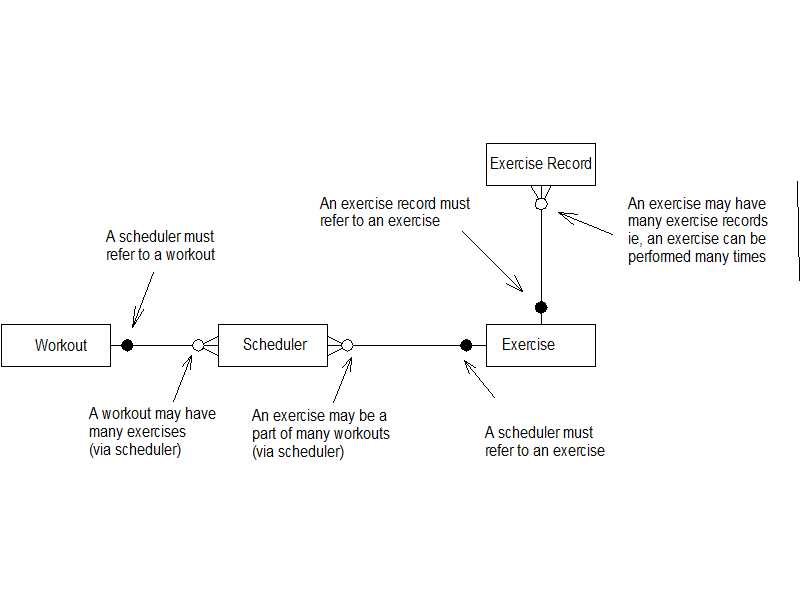 Exercise Record
An exercise record must
refer to an exercise
An exercise may have
many exercise records
ie, an exercise can be
performed many times
A scheduler must
refer to a workout
Workout
Scheduler
Exercise
A workout may have
many exercises
(via scheduler)
An exercise may be a
part of many workouts
(via scheduler)
A scheduler must
refer to an exercise